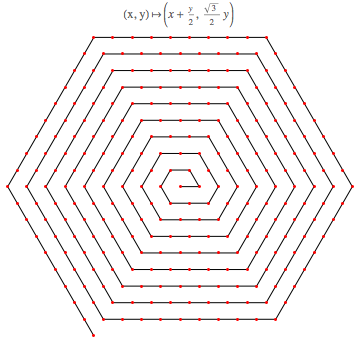 (x, y) ↦ (x + y/2, √3/2 y)